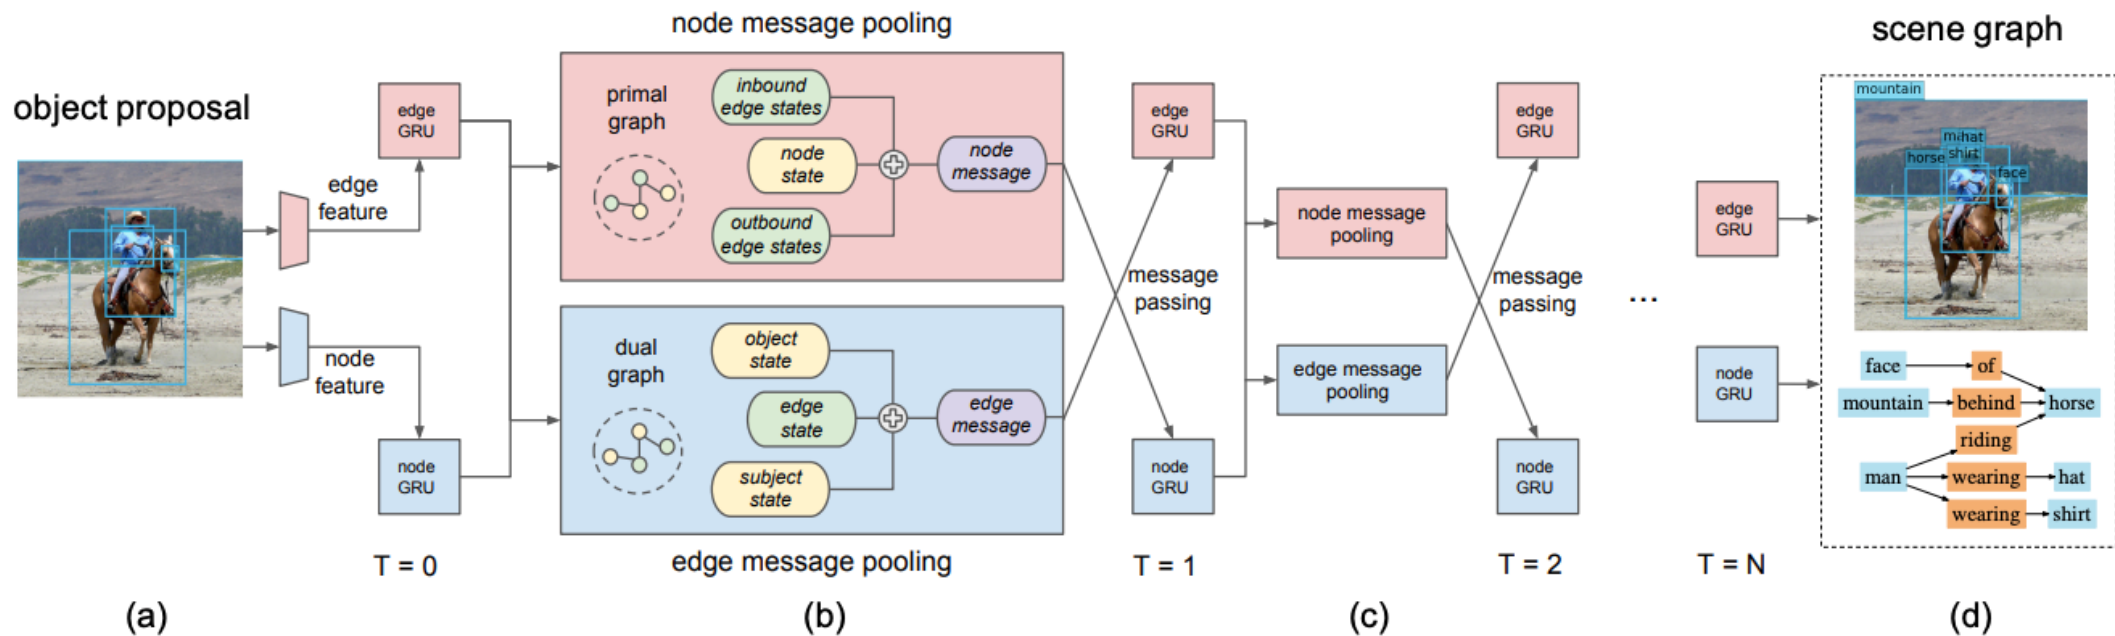 node message pooling
scene graph
object proposal
edge
GRU
edge
feature
node
feature
node
GRU
T = 0
primal
graph
inbound
edge states
node
state
outbound
edge states
node
message
dual
graph
object
state
edge
state
subject
state
edge
message
edge message pooling
edge
GRU
message
passing
node
GRU
T = 1
node message
pooling
edge message
pooling
edge
GRU
message
passing
node
GRU
T = 2
...
edge
GRU
node
GRU
T = N
mountain
hat
shirt
horse
face
face
of
mountain
behind
horse
riding
man
wearing
hat
wearing
shirt
(a)
(b)
(c)
(d)